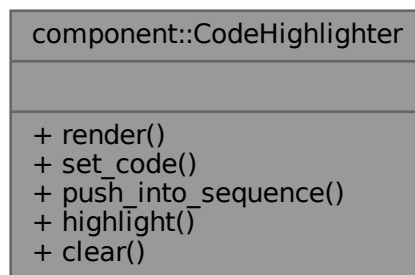 component::CodeHighlighter
+ render()
+ set_code()
+ push_into_sequence()
+ highlight()
+ clear()